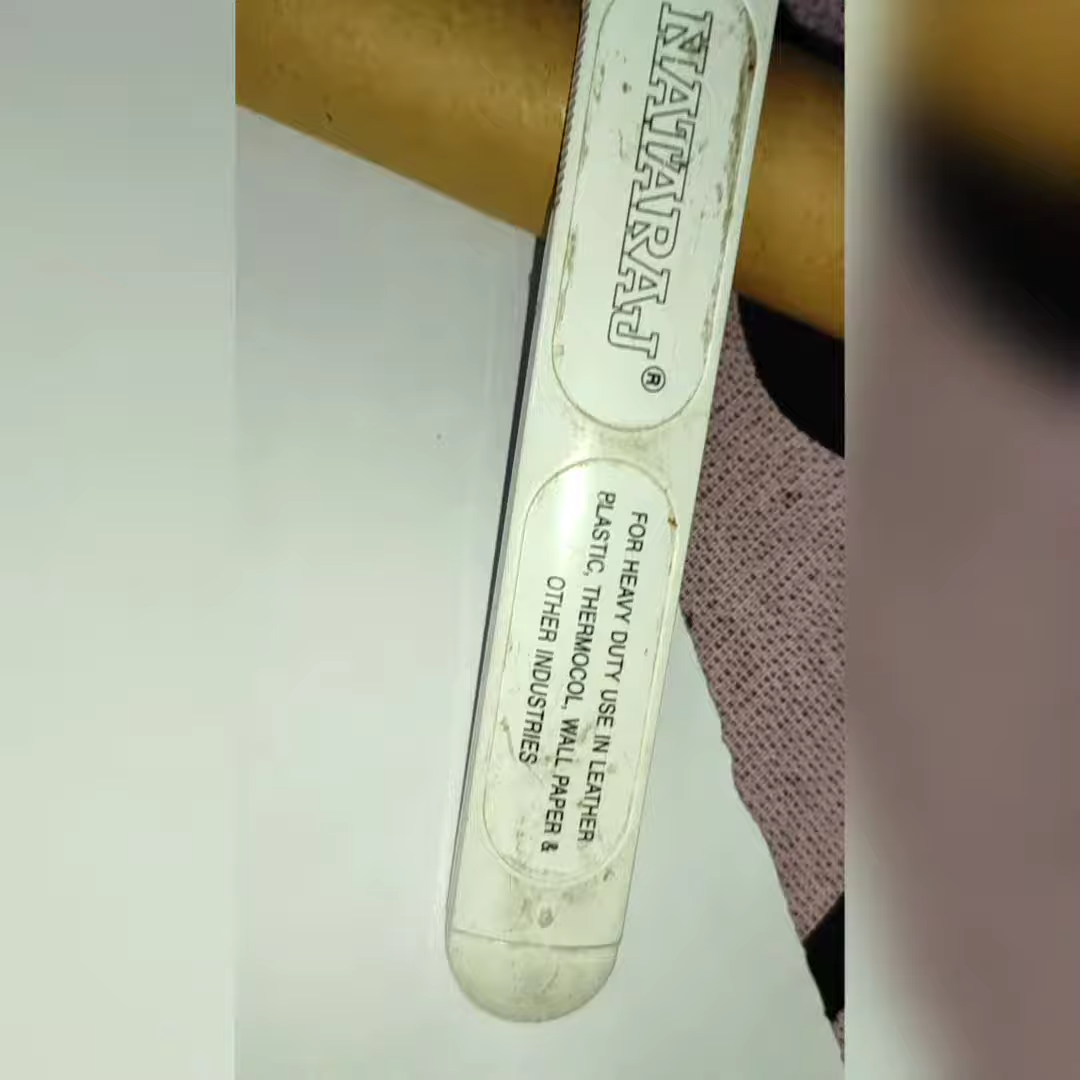 NATARAJ ®
FOR HEAVY DUTY USE IN LEATHER
PLASTIC, THERMOCOL, WALL PAPER &
OTHER INDUSTRIES